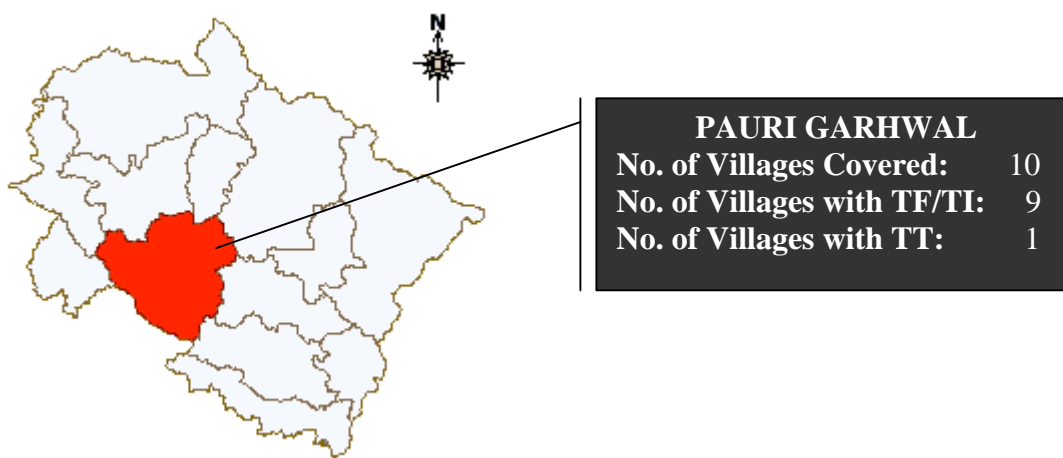 N
PAURI GARHWAL
No. of Villages Covered: 10
No. of Villages with TF/TI: 9
No. of Villages with TT: 1